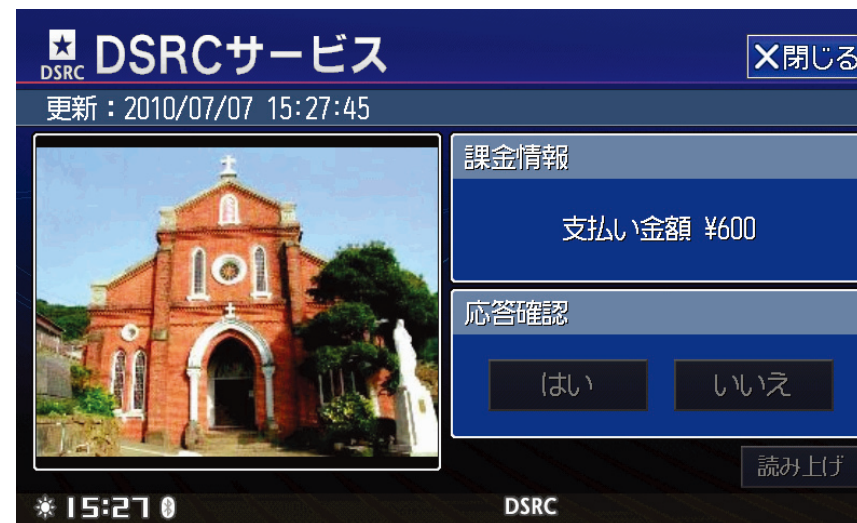 DSRC DSRCサービス
×閉じる
更新：2010/07/07 15:27:45
課金情報
支払い金額 ¥600
応答確認
はい いいえ
読み上げ
15:27 DSRC